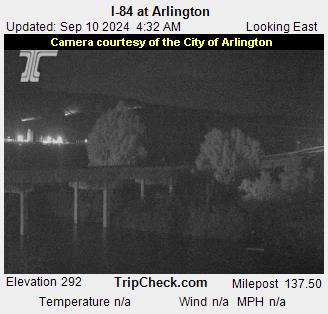 I-84 at Arlington
Updated: Sep 10 2024 4:32 AM Looking East
Camera courtesy of the City of Arlington
Elevation 292 TripCheck.com Milepost 137.50
Temperature n/a Wind n/a MPH n/a